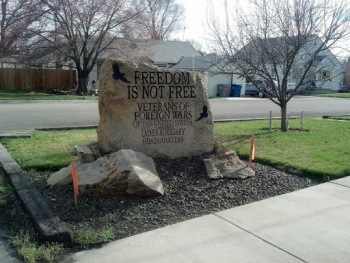 FREEDOM
IS NOT FREE
VETERANS OF
FOREIGN WARS
OF THE UNITED STATES
LADIES AUXILIARY
HEADQUARTERS